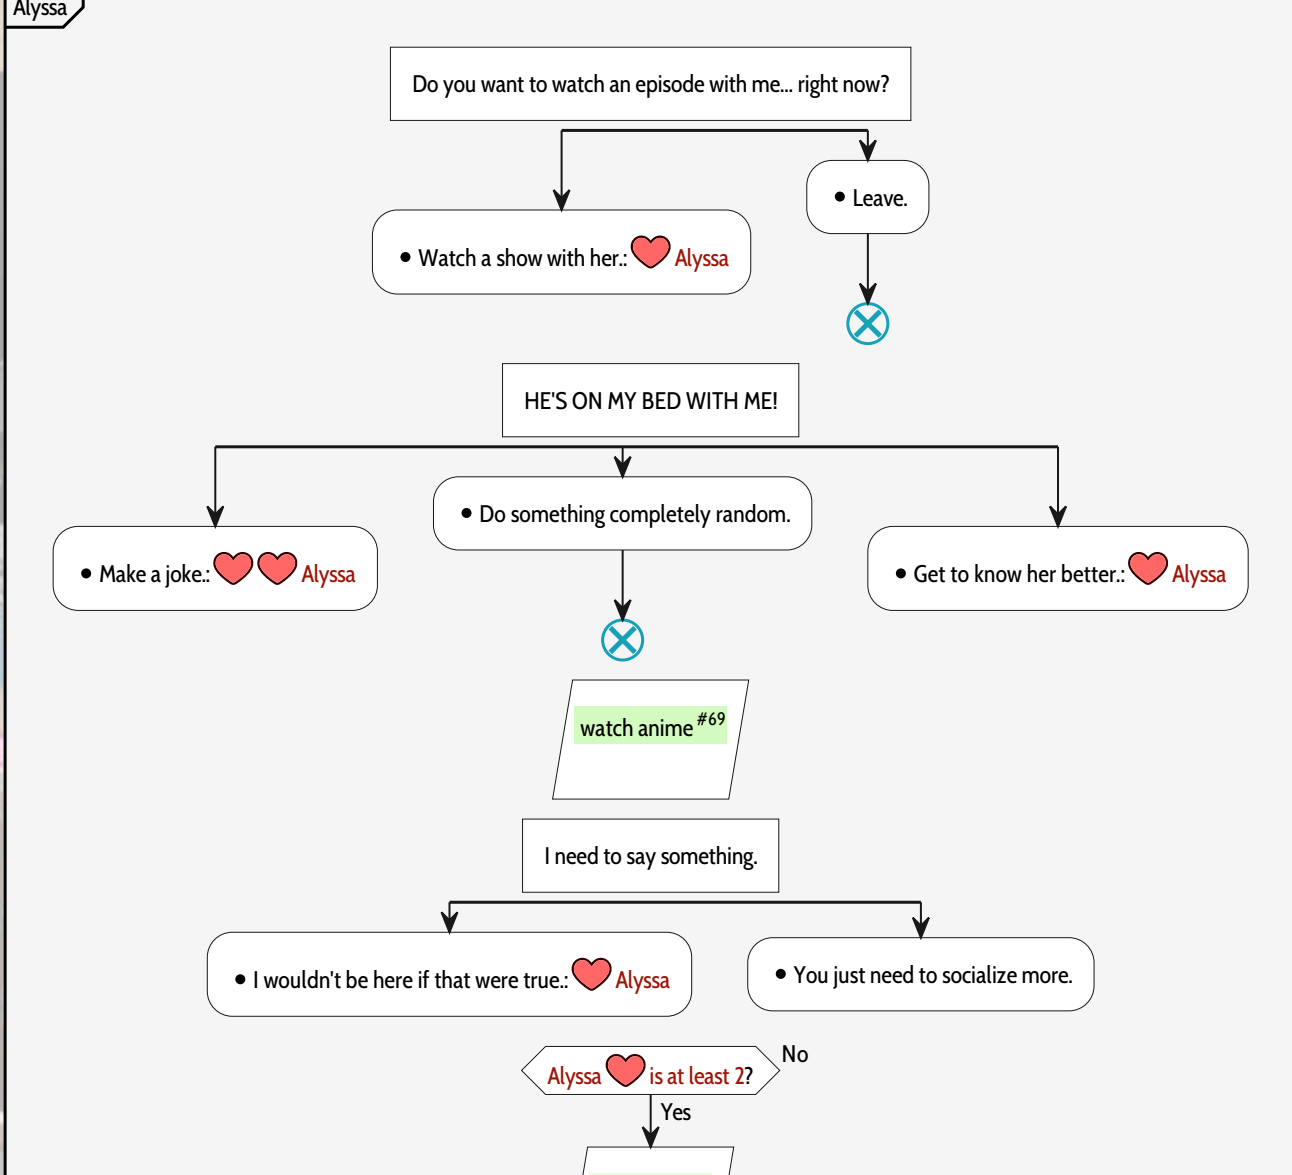 Alyssa
Do you want to watch an episode with me... right now?
• Leave.
• Watch a show with her.: Alyssa
HE'S ON MY BED WITH ME!
• Do something completely random.
• Make a joke.: Alyssa
• Get to know her better.: Alyssa
watch anime #69
I need to say something.
• I wouldn't be here if that were true.: Alyssa
• You just need to socialize more.
No
Alyssa is at least 2?
Yes